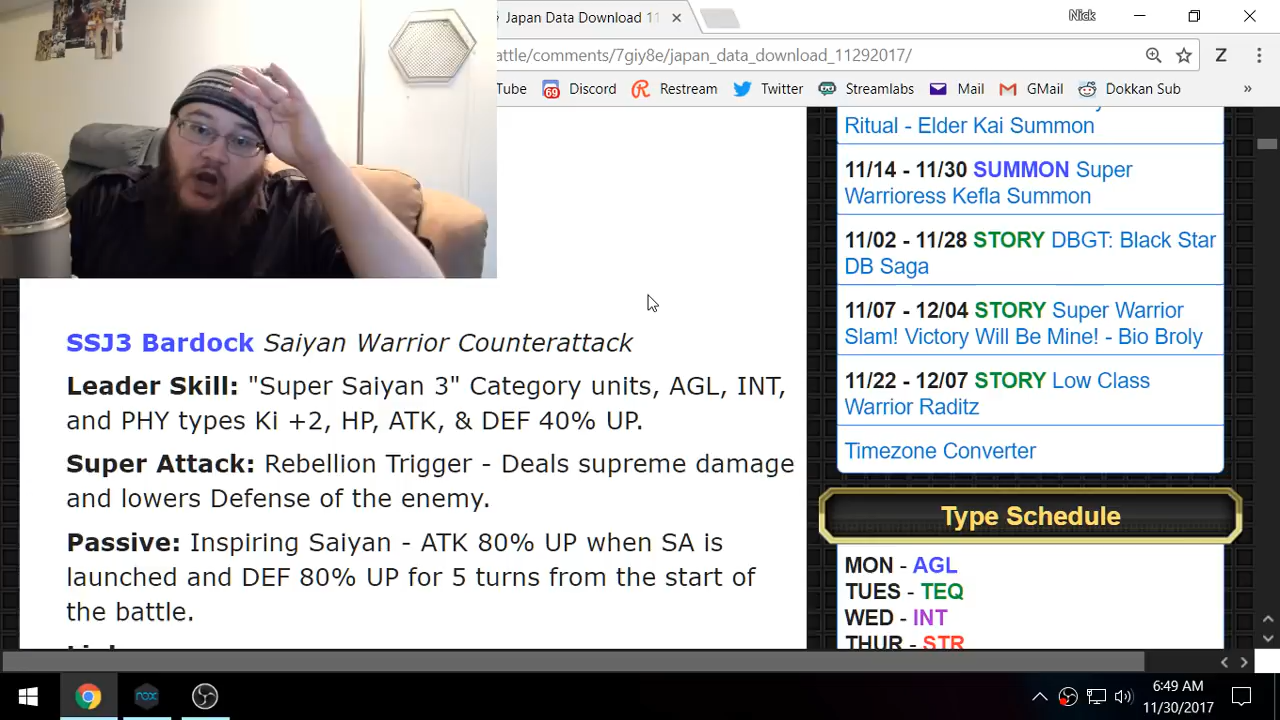 Japan Data Download 11
Nick
attle/comments/7giy8e/japan_data_download_11292017/
Z
Tube
69
Discord
Restream
Twitter
Streamlabs
Mail
GMail
Dokkan Sub
»
SSJ3 Bardock Saiyan Warrior Counterattack
Leader Skill: "Super Saiyan 3" Category units, AGL, INT,
and PHY types Ki +2, HP, ATK, & DEF 40% UP.
Super Attack: Rebellion Trigger - Deals supreme damage
and lowers Defense of the enemy.
Passive: Inspiring Saiyan - ATK 80% UP when SA is
launched and DEF 80% UP for 5 turns from the start of
the battle.
Ritual - Elder Kai Summon
11/14 - 11/30 SUMMON Super
Warrioress Kefla Summon
11/02 - 11/28 STORY DBGT: Black Star
DB Saga
11/07 - 12/04 STORY Super Warrior
Slam! Victory Will Be Mine! - Bio Broly
11/22 - 12/07 STORY Low Class
Warrior Raditz
Timezone Converter
Type Schedule
MON - AGL
TUES - TEQ
WED - INT
THUR - STR
nox
6:49 AM
11/30/2017